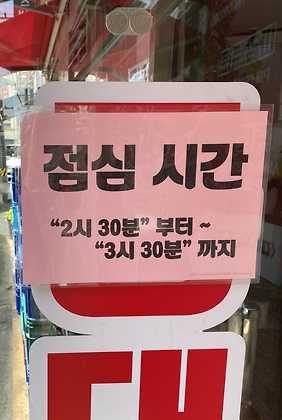 점심 시간
“2시 30분” 부터 ~
“3시 30분” 까지